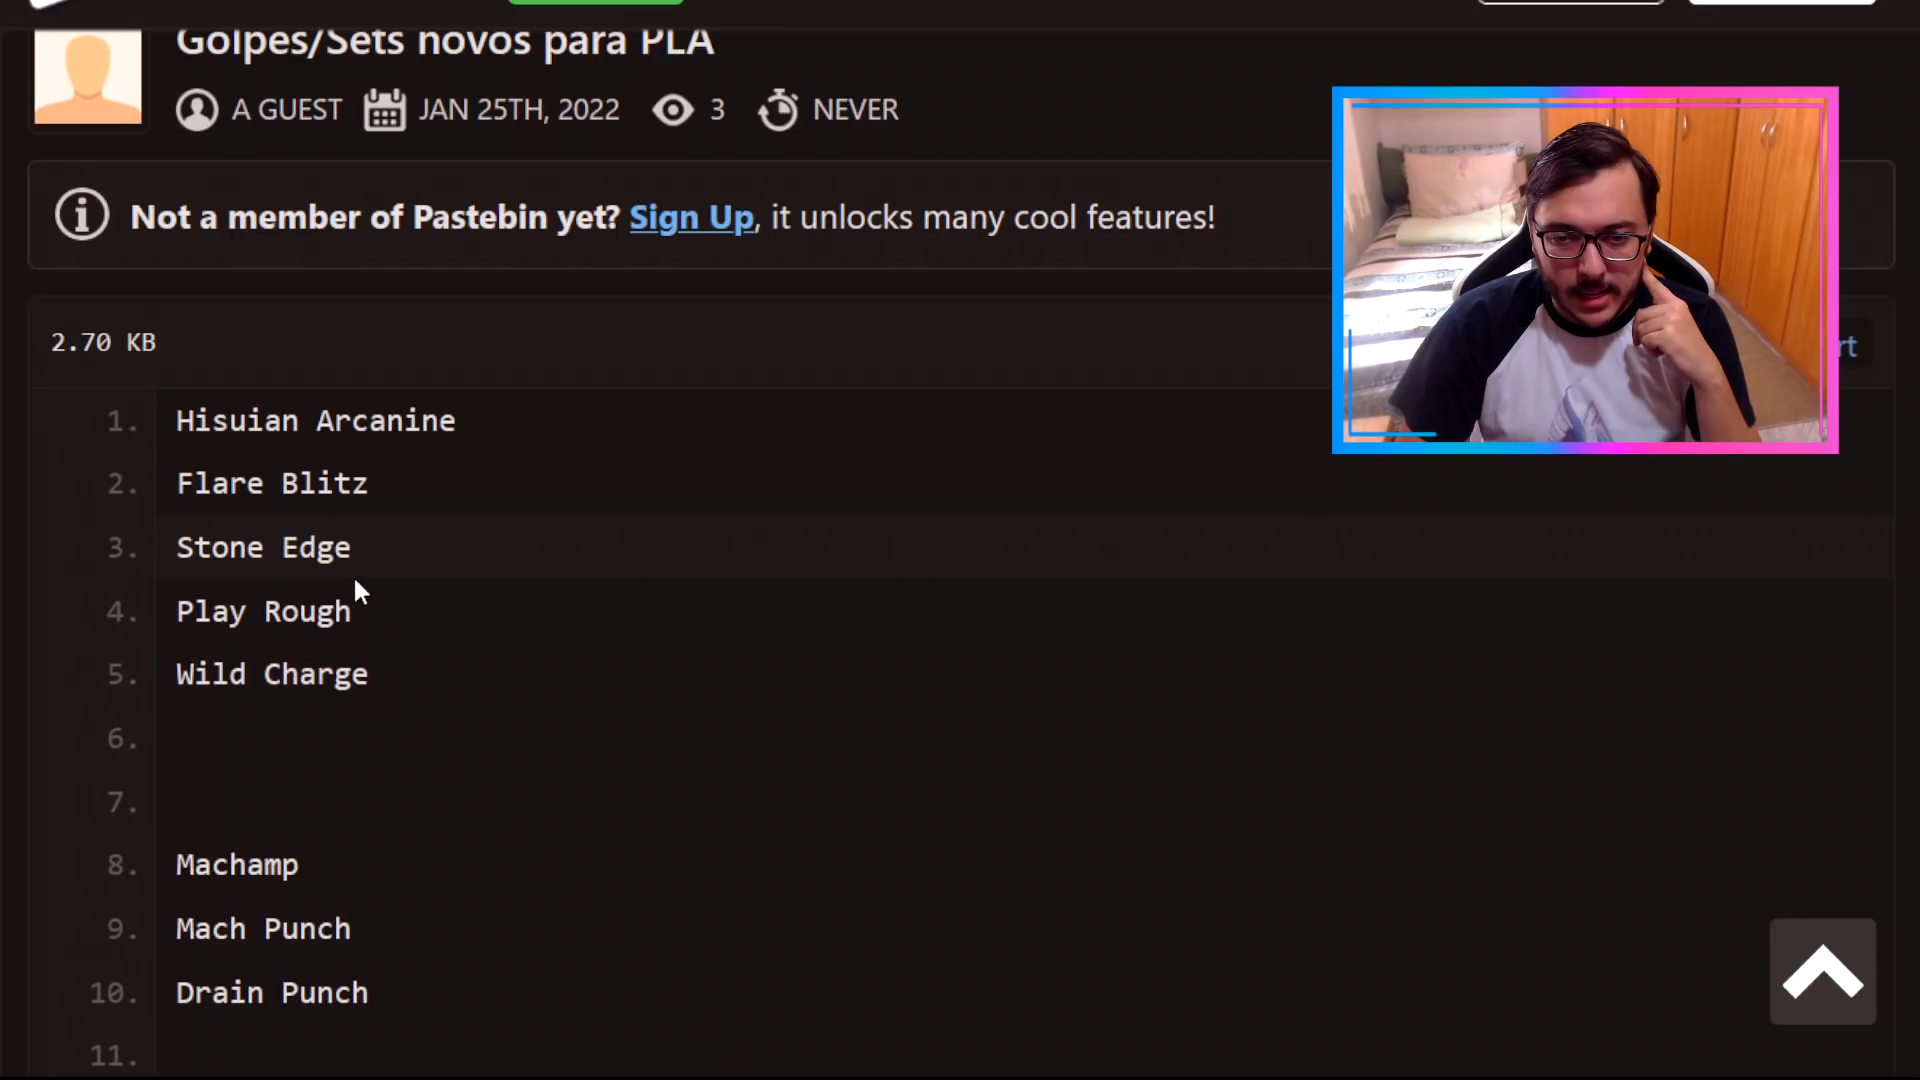 Golpes/Sets novos para PLA
A GUEST JAN 25TH, 2022 3 NEVER
Not a member of Pastebin yet? Sign Up, it unlocks many cool features!
2.70 KB
rt
1. Hisuian Arcanine
2. Flare Blitz
3. Stone Edge
4. Play Rough
5. Wild Charge
6.
7.
8. Machamp
9. Mach Punch
10. Drain Punch
11.